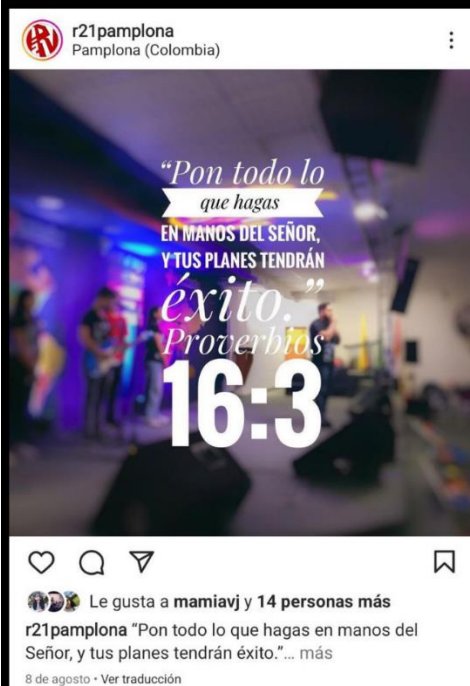 r21pamplona
Pamplona (Colombia)
“Pon todo lo
que hagas
EN MANOS DEL SEÑOR,
Y TUS PLANES TENDRÁN
éxito.”
Proverbios
16:3
Le gusta a mamiavj y 14 personas más
r21pamplona “Pon todo lo que hagas en manos del
Señor, y tus planes tendrán éxito.”... más
8 de agosto • Ver traducción